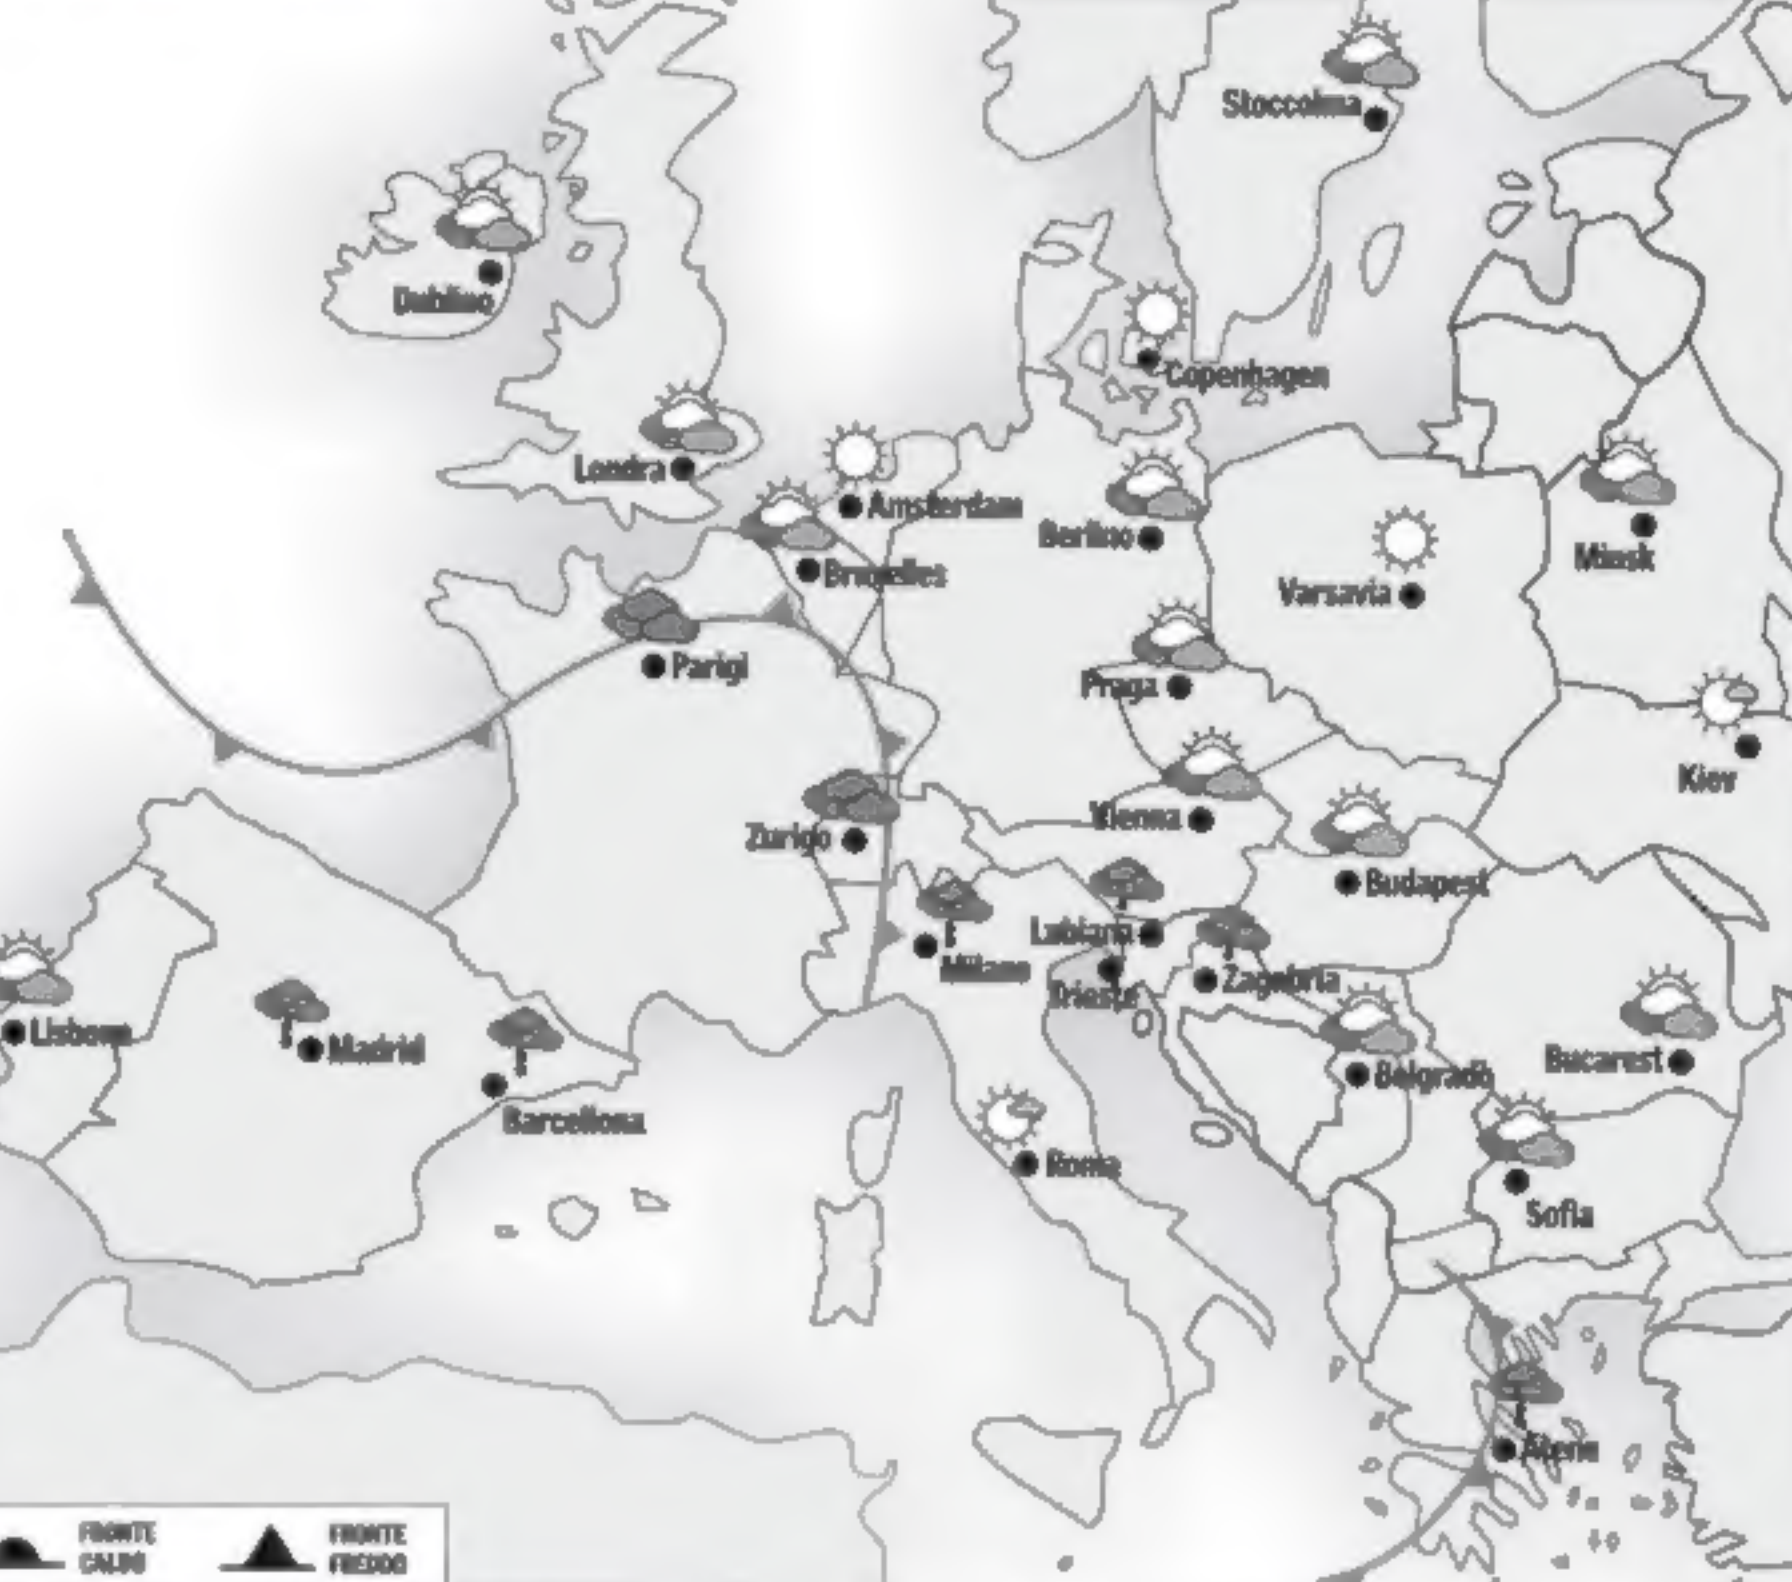 Stoccolma
Dublino
Copenhagen
Londra
Amsterdam
Berlino
Minsk
Bruxelles
Varsavia
Parigi
Praga
Kiev
Vienna
Zurigo
Budapest
Lubiana
Milano
Zagabria
Trieste
Lisbona
Madrid
Bucarest
Belgrado
Barcellona
Roma
Sofia
Atene
FRONTE
CALDO
FRONTE
FREDDO